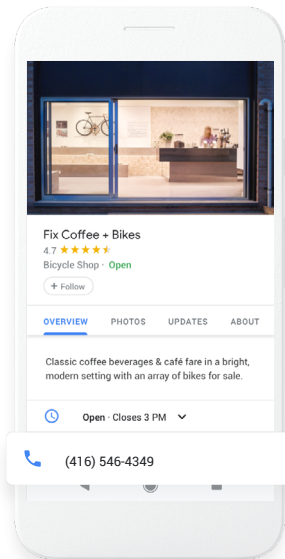 Fix Coffee + Bikes
4.7
Bicycle Shop · Open
+ Follow
OVERVIEW PHOTOS UPDATES ABOUT
Classic coffee beverages & café fare in a bright,
modern setting with an array of bikes for sale.
Open · Closes 3 PM
(416) 546-4349